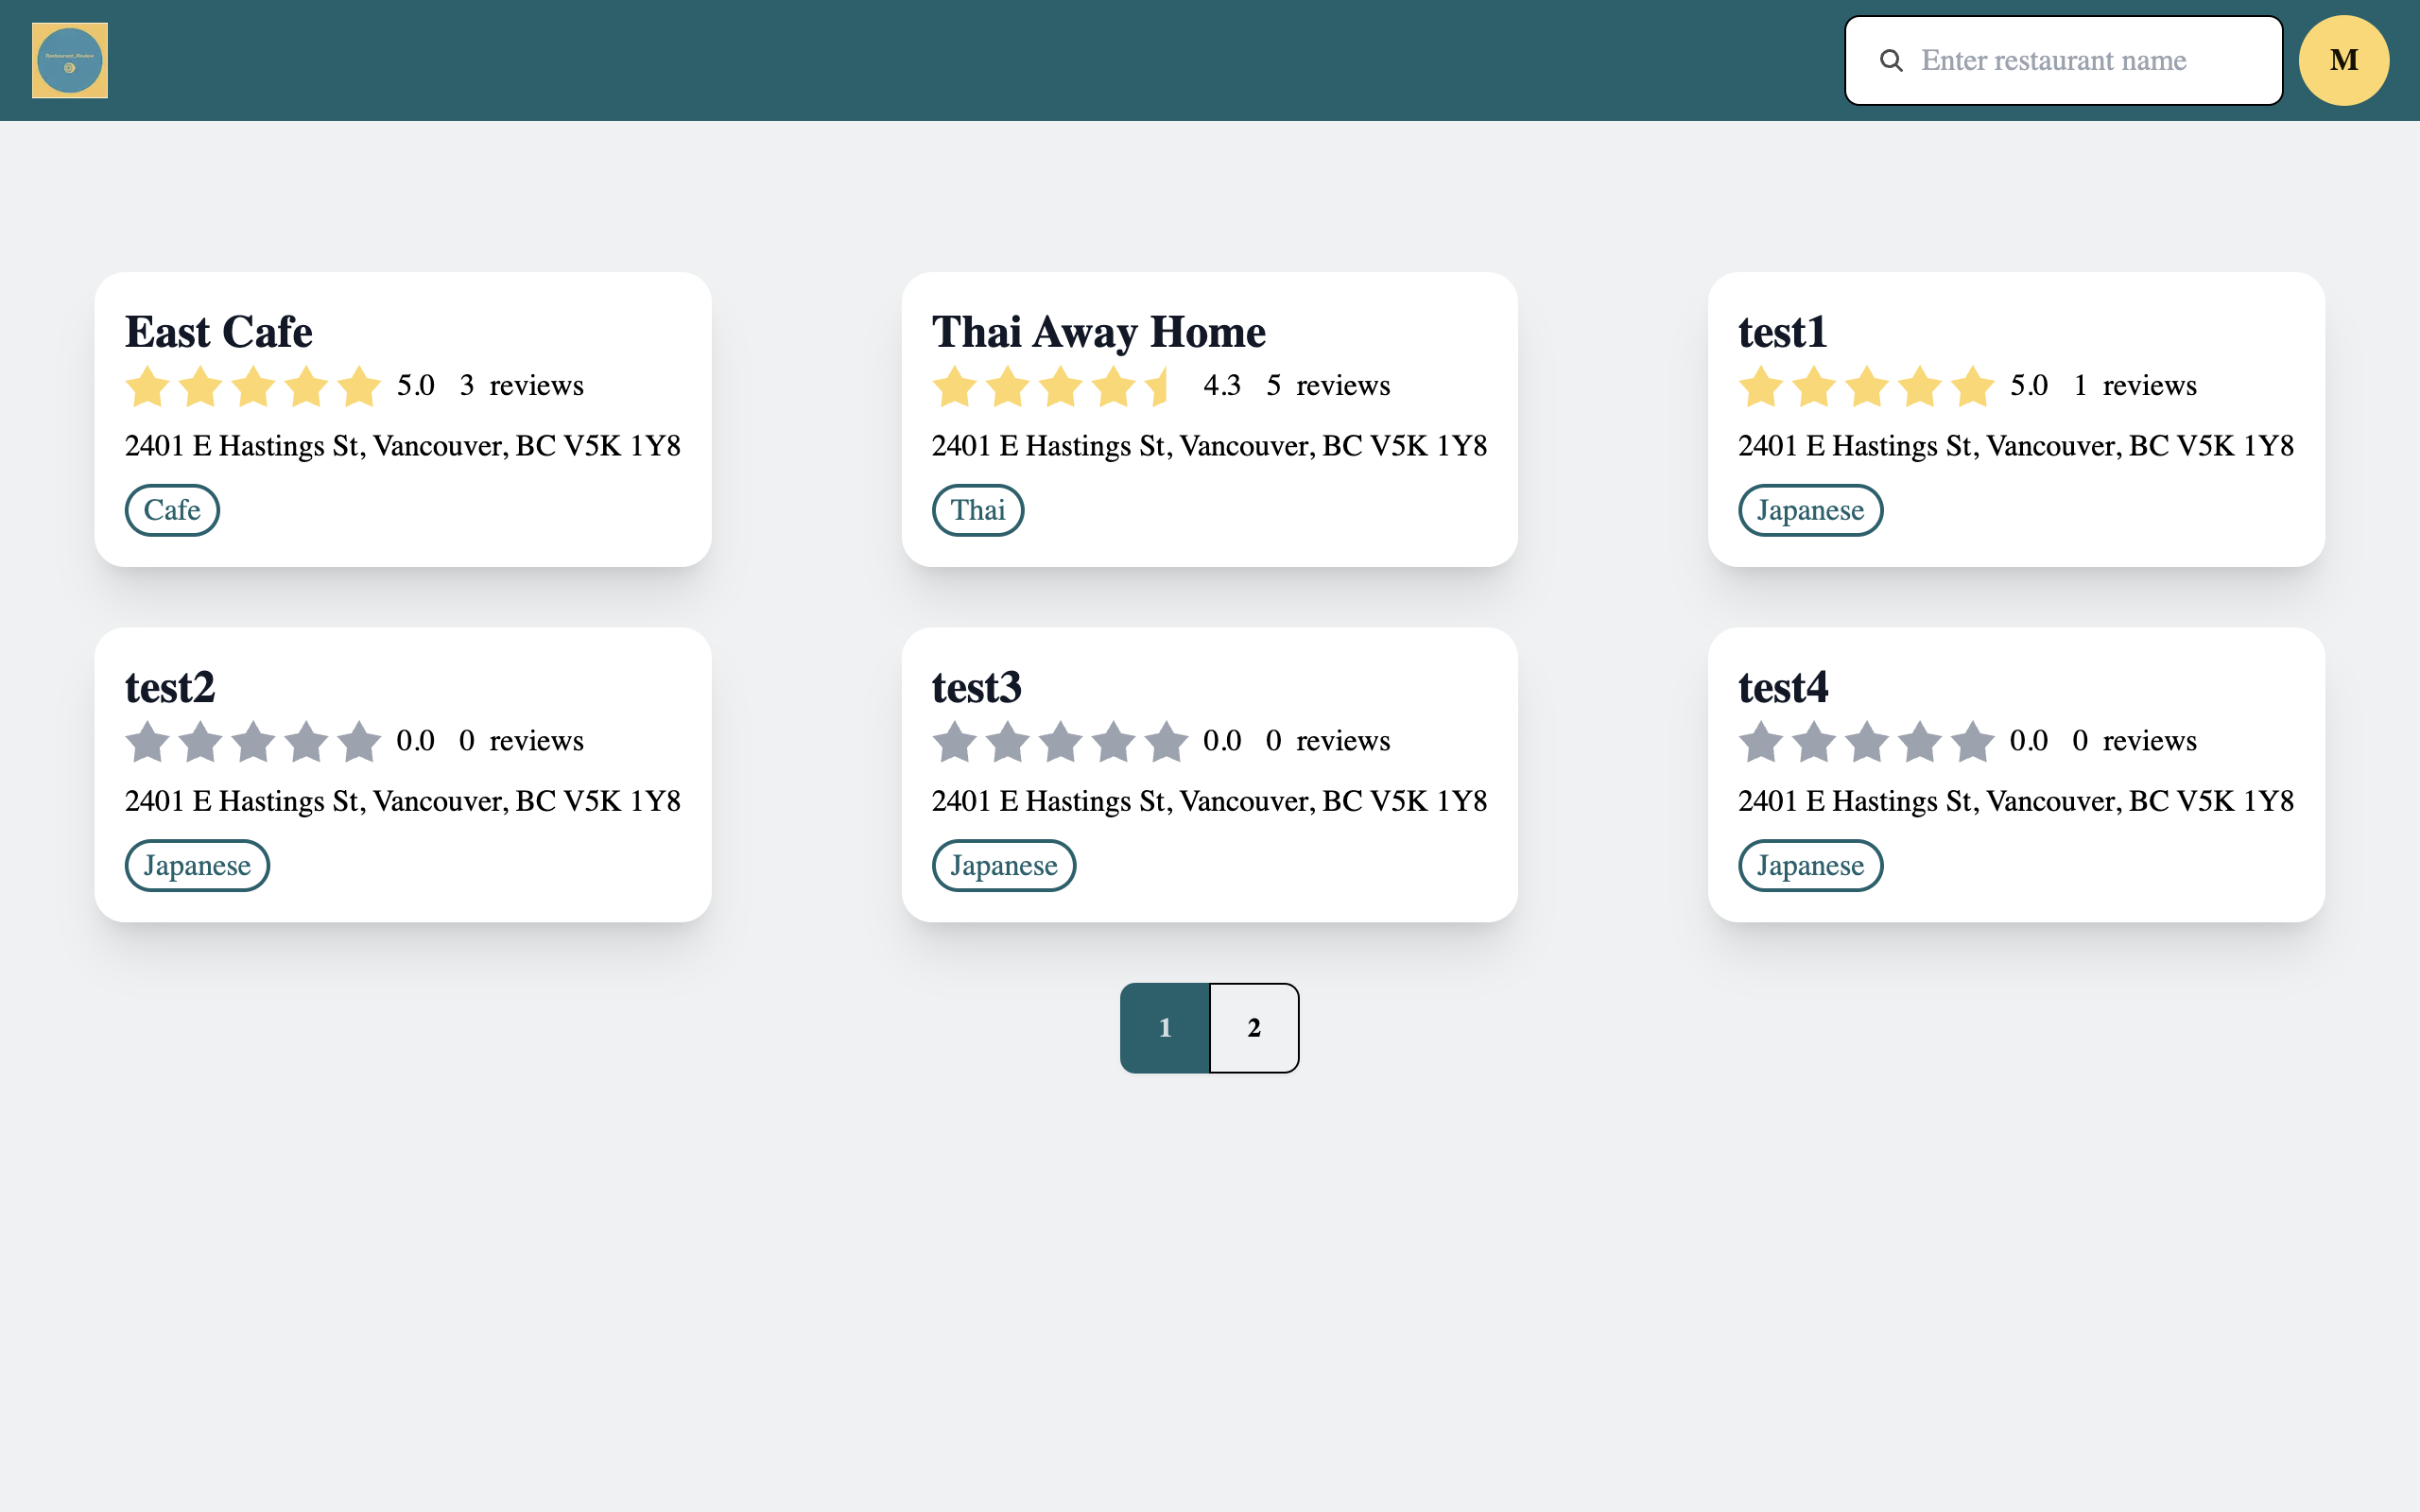 Restaurant_Review
Enter restaurant name
M
East Cafe
5.0 3 reviews
2401 E Hastings St, Vancouver, BC V5K 1Y8
Cafe
Thai Away Home
4.3 5 reviews
2401 E Hastings St, Vancouver, BC V5K 1Y8
Thai
test1
5.0 1 reviews
2401 E Hastings St, Vancouver, BC V5K 1Y8
Japanese
test2
0.0 0 reviews
2401 E Hastings St, Vancouver, BC V5K 1Y8
Japanese
test3
0.0 0 reviews
2401 E Hastings St, Vancouver, BC V5K 1Y8
Japanese
test4
0.0 0 reviews
2401 E Hastings St, Vancouver, BC V5K 1Y8
Japanese
1 2